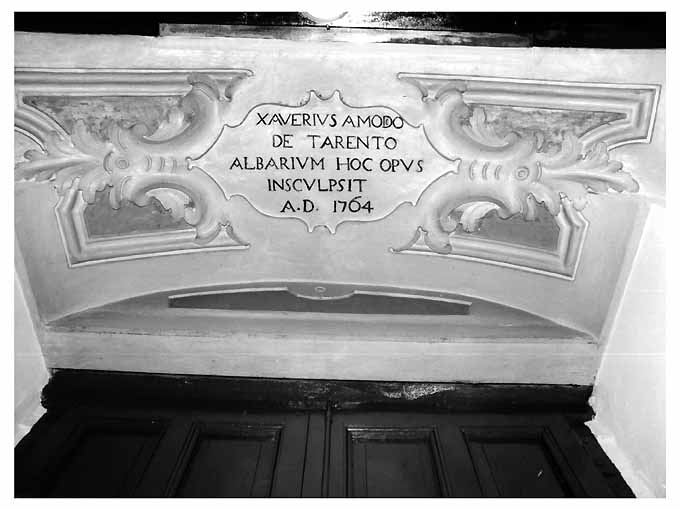 XAVERIVS AMODO
DE TARENTO
ALBARIVM HOC OPVS
INSCVLPSIT
A.D. 1764